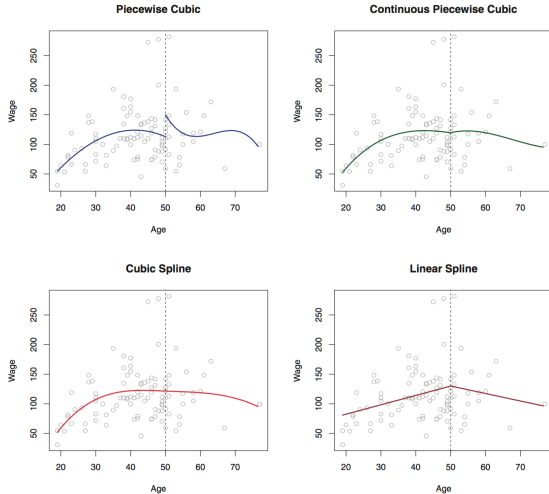 Piecewise Cubic
Wage
50 100 150 200 250
20 30 40 50 60 70
Age
Continuous Piecewise Cubic
Wage
50 100 150 200 250
20 30 40 50 60 70
Age
Cubic Spline
Wage
50 100 150 200 250
20 30 40 50 60 70
Age
Linear Spline
Wage
50 100 150 200 250
20 30 40 50 60 70
Age